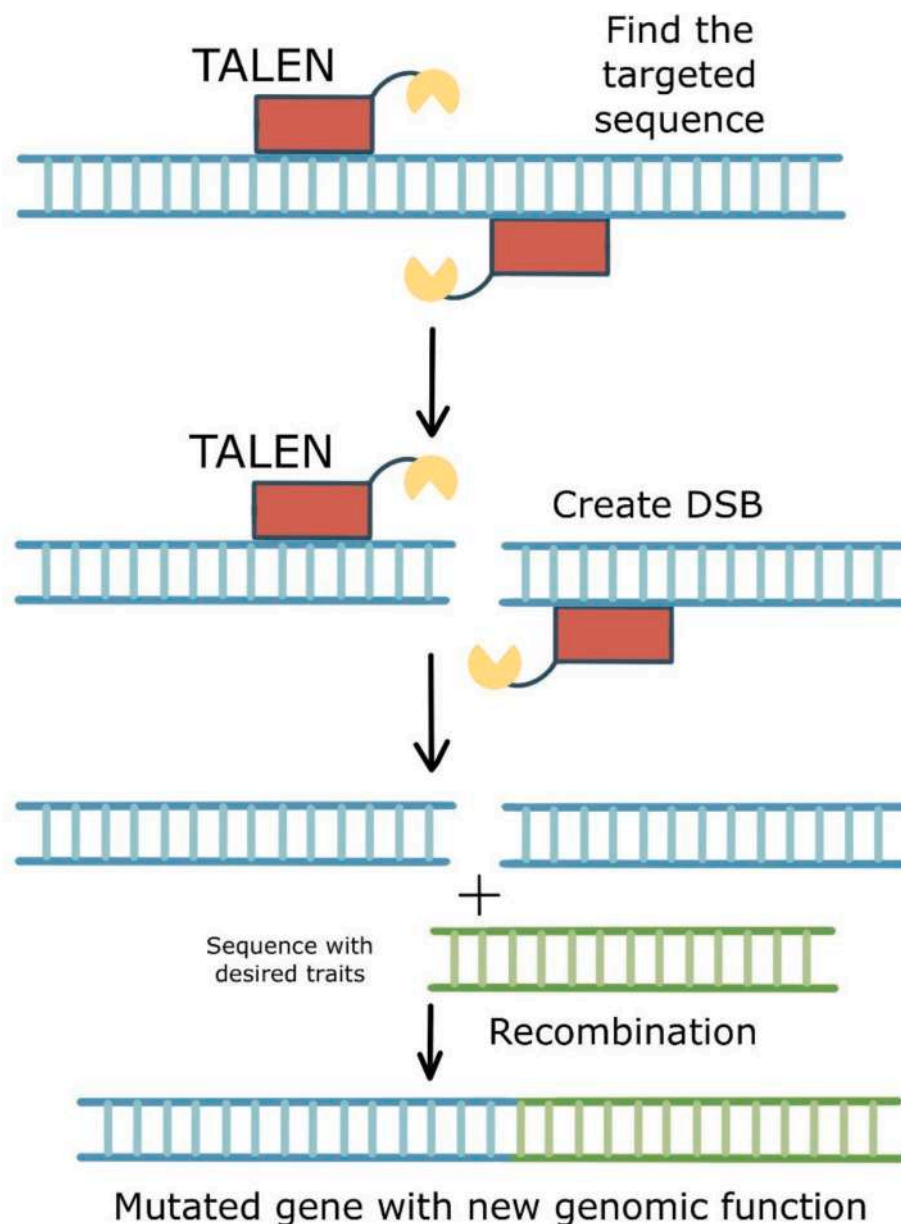 TALEN
Find the
targeted
sequence
TALEN
Create DSB
Sequence with
desired traits
Recombination
Mutated gene with new genomic function